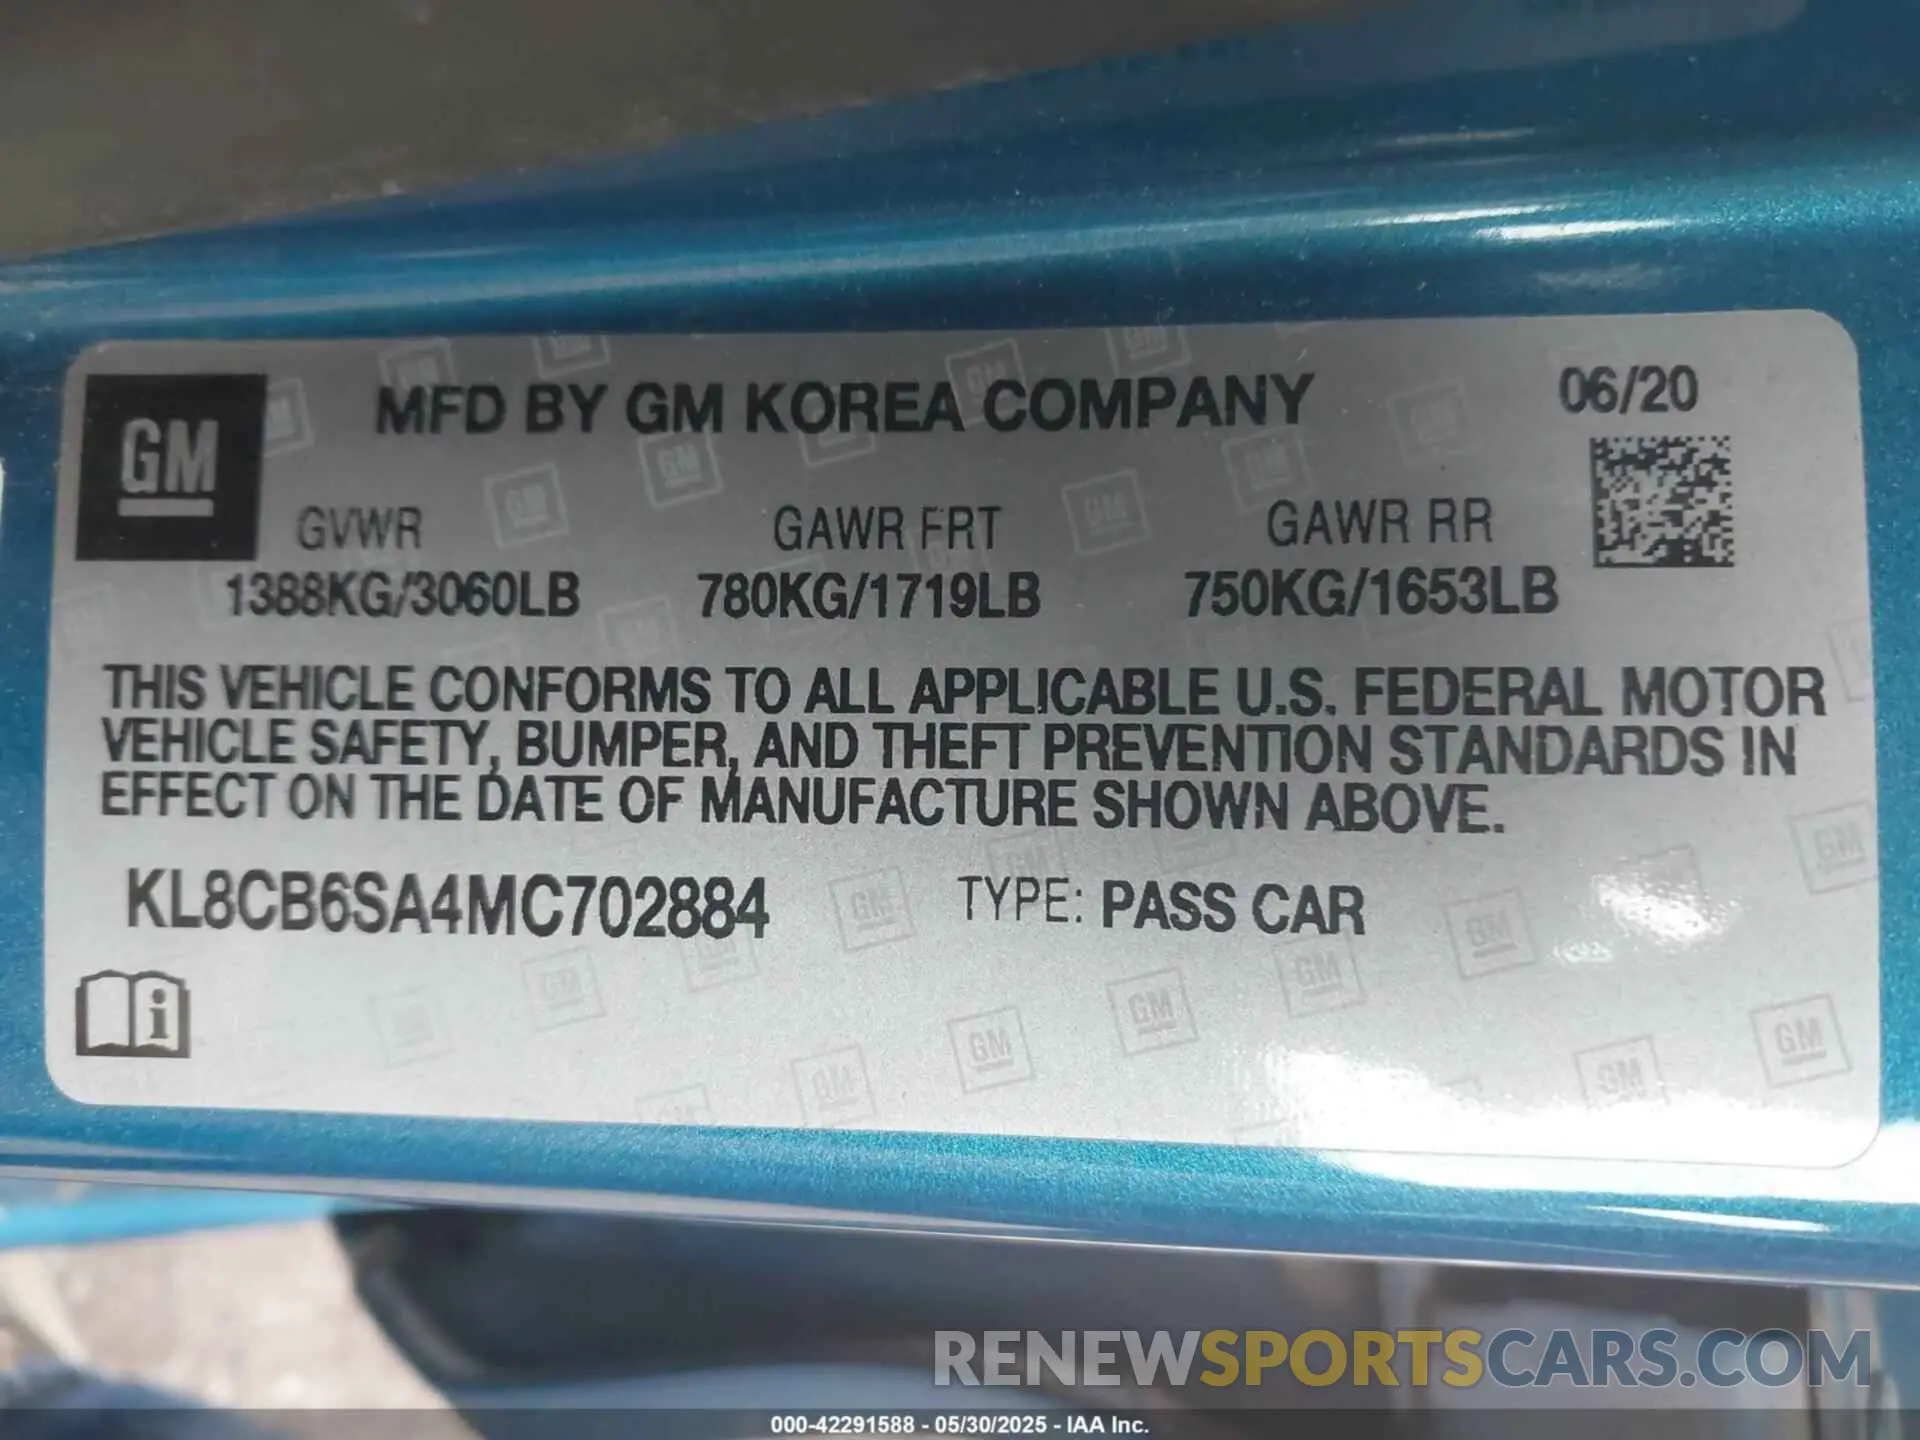 GM
MFD BY GM KOREA COMPANY
06/20
GVWR GAWR FRT GAWR RR
1388KG/3060LB 780KG/1719LB 750KG/1653LB
THIS VEHICLE CONFORMS TO ALL APPLICABLE U.S. FEDERAL MOTOR
VEHICLE SAFETY, BUMPER, AND THEFT PREVENTION STANDARDS IN
EFFECT ON THE DATE OF MANUFACTURE SHOWN ABOVE.
KL8CB6SA4MC702884 TYPE: PASS CAR
RENEWSPORTSCARS.COM
000-42291588 - 05/30/2025 - IAA Inc.